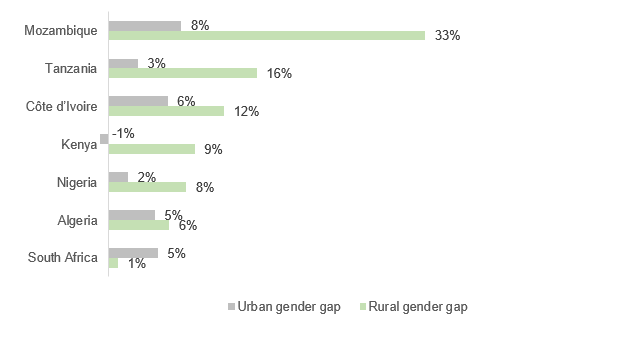 Mozambique
8%
33%
Tanzania
3%
16%
Côte d'Ivoire
6%
12%
Kenya
-1%
9%
Nigeria
2%
8%
Algeria
5%
6%
South Africa
5%
1%
Urban gender gap Rural gender gap